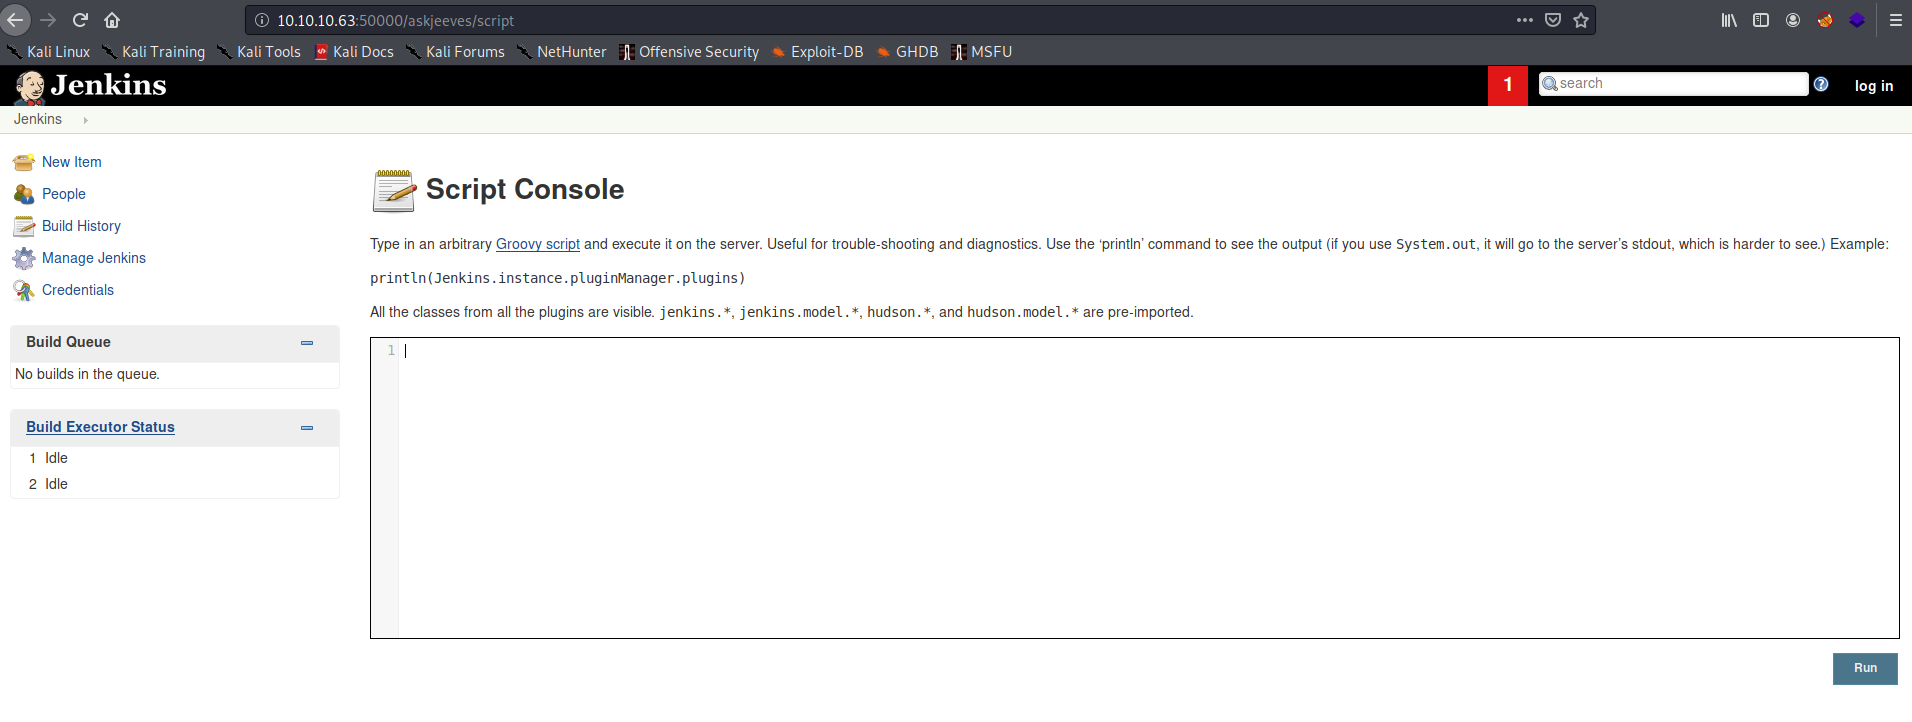 10.10.10.63:50000/askjeeves/script
Kali Linux Kali Training Kali Tools Kali Docs Kali Forums NetHunter Offensive Security Exploit-DB GHDB MSFU
Jenkins 1 search log in
Jenkins
New Item
People
Build History
Manage Jenkins
Credentials
Build Queue
No builds in the queue.
Build Executor Status
1 Idle
2 Idle
Script Console
Type in an arbitrary Groovy script and execute it on the server. Useful for trouble-shooting and diagnostics. Use the ‘println’ command to see the output (if you use System.out, it will go to the server’s stdout, which is harder to see.) Example:
println(Jenkins.instance.pluginManager.plugins)
All the classes from all the plugins are visible. jenkins.*, jenkins.model.*, hudson.*, and hudson.model.* are pre-imported.
1
Run